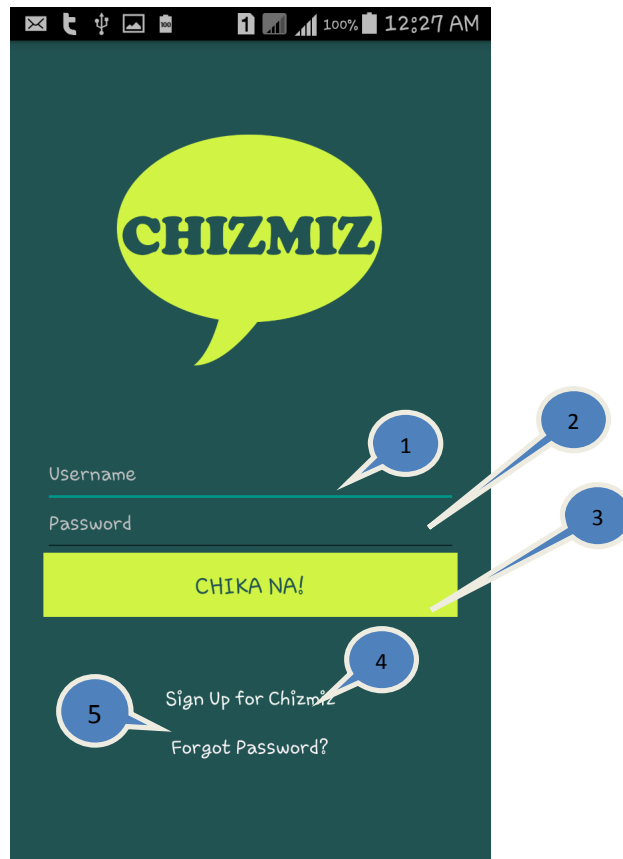 1 100% 12:27 AM
CHIZMIZ
1
2
Username
Password
3
CHIKA NA!
4
Sign Up for Chizmiz
5
Forgot Password?